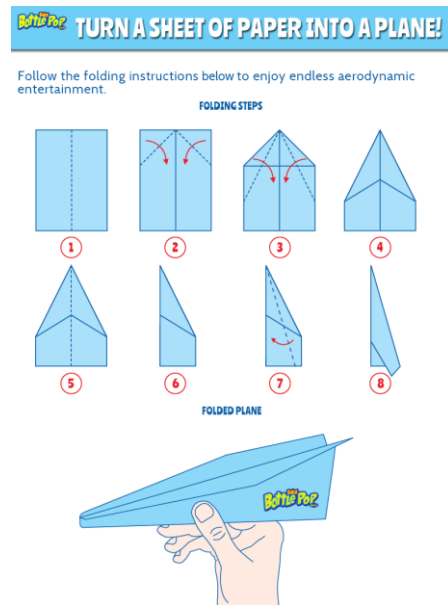 Bottle Pop TURN A SHEET OF PAPER INTO A PLANE!
Follow the folding instructions below to enjoy endless aerodynamic
entertainment.
FOLDING STEPS
1 2 3 4
5 6 7 8
FOLDED PLANE
Bottle Pop